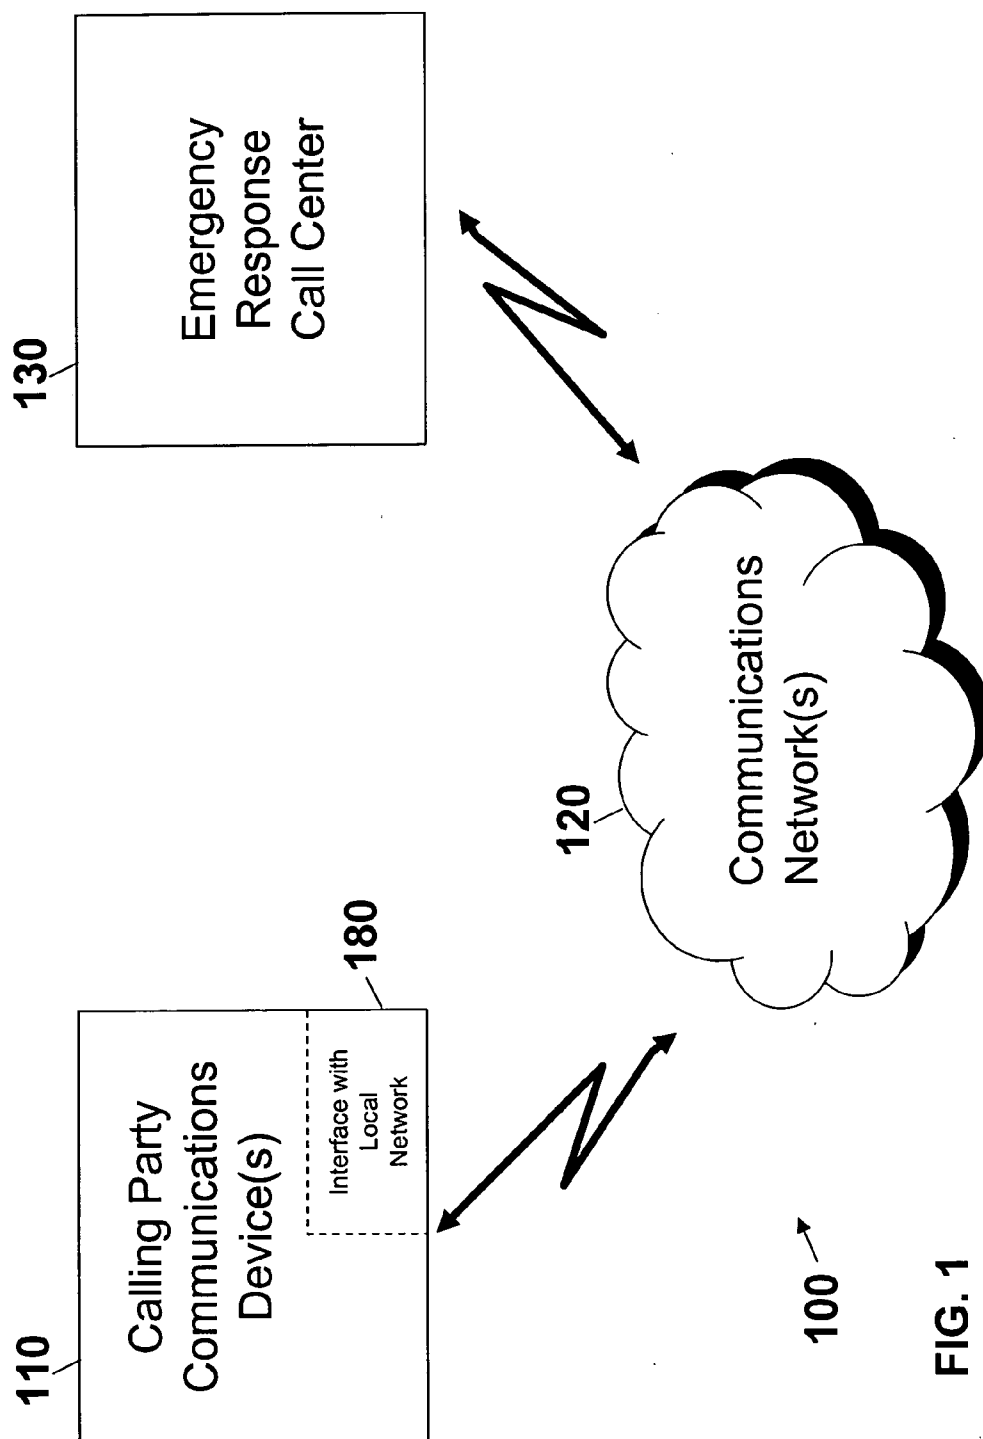 110
Calling Party
Communications
Device(s)
Interface with
Local
Network
180
130
Emergency
Response
Call Center
120
Communications
Network(s)
100
FIG. 1